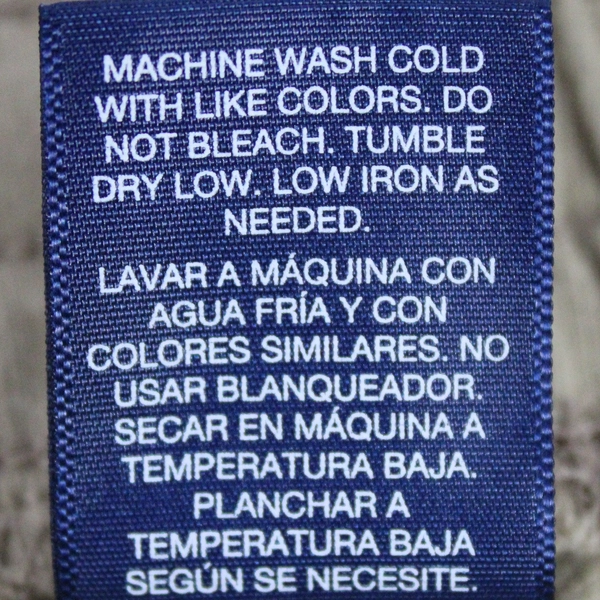 MACHINE WASH COLD
WITH LIKE COLORS. DO
NOT BLEACH. TUMBLE
DRY LOW. LOW IRON AS
NEEDED.
LAVAR A MÁQUINA CON
AGUA FRÍA Y CON
COLORES SIMILARES. NO
USAR BLANQUEADOR.
SECAR EN MÁQUINA A
TEMPERATURA BAJA.
PLANCHAR A
TEMPERATURA BAJA
SEGÚN SE NECESITE.